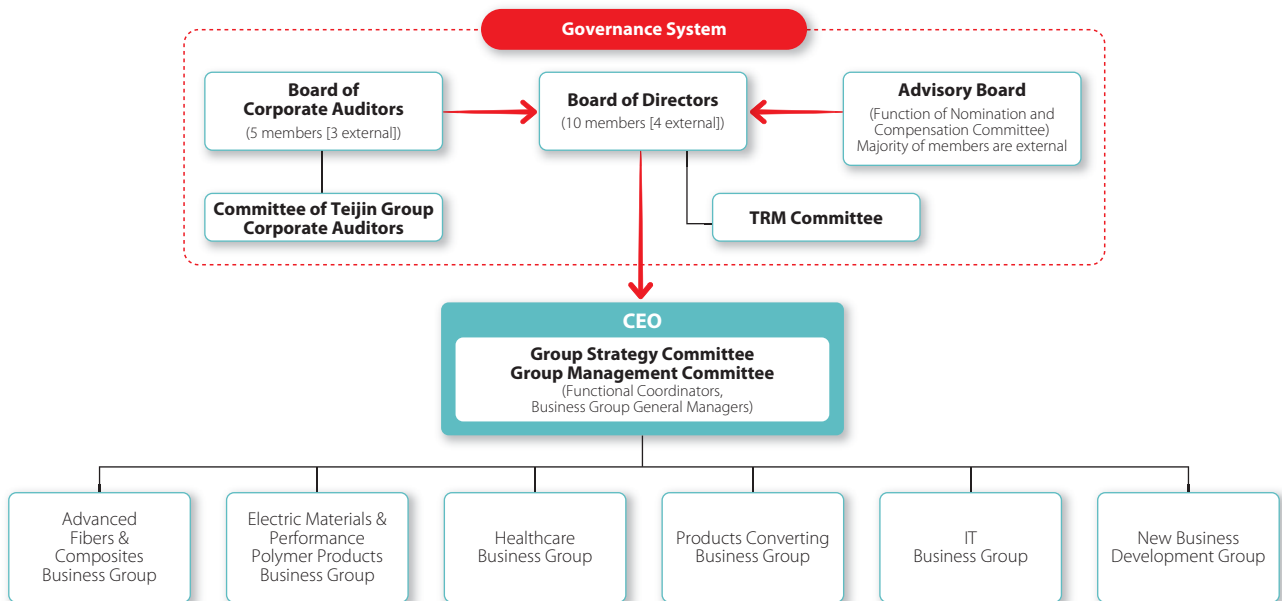 Governance System
Board of
Corporate Auditors
(5 members [3 external])
Board of Directors
(10 members [4 external])
Advisory Board
(Function of Nomination and
Compensation Committee)
Majority of members are external
Committee of Teijin Group
Corporate Auditors
TRM Committee
CEO
Group Strategy Committee
Group Management Committee
(Functional Coordinators,
Business Group General Managers)
Advanced
Fibers &
Composites
Business Group
Electric Materials &
Performance
Polymer Products
Business Group
Healthcare
Business Group
Products Converting
Business Group
IT
Business Group
New Business
Development Group